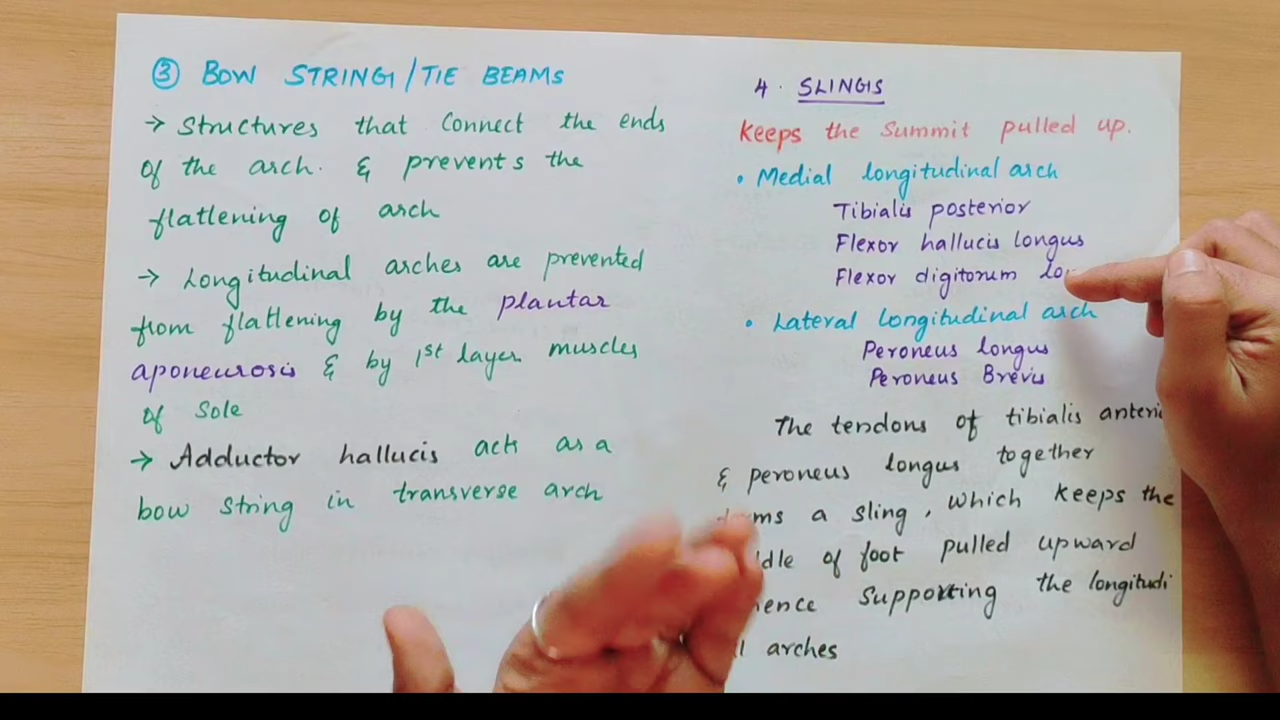 ③ BOW STRING/TIE BEAMS
→ Structures that Connect the ends
of the arch. & prevents the
flatlening of arch
→ Longitudinal arches are prevented
from flatlening by the plantar
aponeurosis & by 1st layer muscles
of Sole
→ Adductor hallucis acts as a
bow string in transverse arch
4. SLINGS
keeps the Summit pulled up.
• Medial longitudinal arch
Tibialis posterior
Flexor hallucis longus
Flexor digitorum
• Lateral longitudinal arch
Peroneus longus
Peroneus Brevis
The tendons of tibialis
& peroneus longus together
a sling, which keeps the
of foot pulled upward
Supporting the
arches